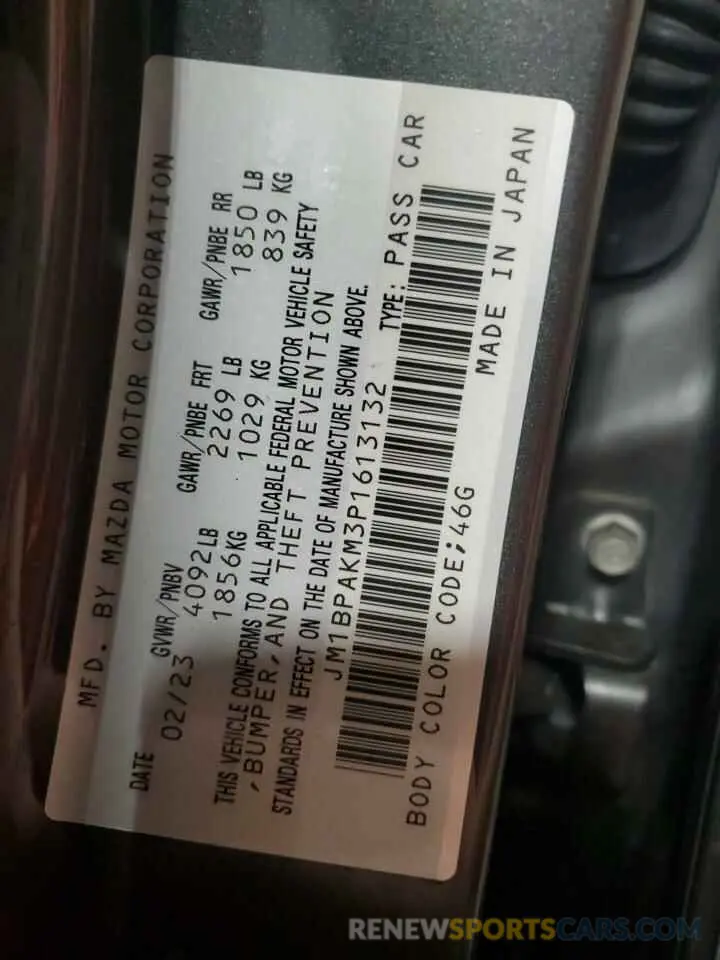 MFD. BY MAZDA MOTOR CORPORATION
DATE GVWR/PNBV GAWR/PNBE FRT GAWR/PNBE RR
02/23 4092LB 2269 LB 1850 LB
1856KG 1029 KG 839 KG
THIS VEHICLE CONFORMS TO ALL APPLICABLE FEDERAL MOTOR VEHICLE SAFETY
,BUMPER,AND THEFT PREVENTION
STANDARDS IN EFFECT ON THE DATE OF MANUFACTURE SHOWN ABOVE.
JM1BPAKM3P1613132 TYPE: PASS CAR
BODY COLOR CODE;46G MADE IN JAPAN
RENEWSPORTSCARS.COM